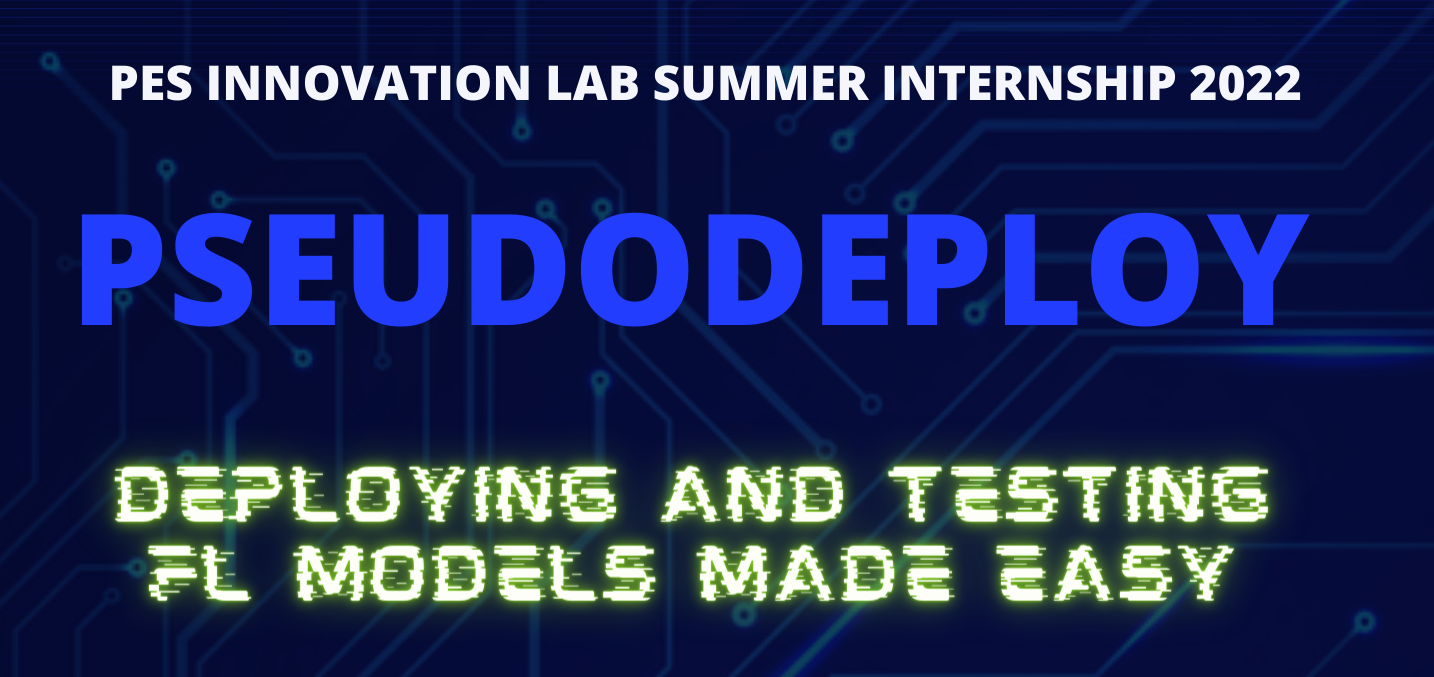 PES INNOVATION LAB SUMMER INTERNSHIP 2022
PSEUDODEPLOY
DEPLOYING AND TESTING
FL MODELS MADE EASY